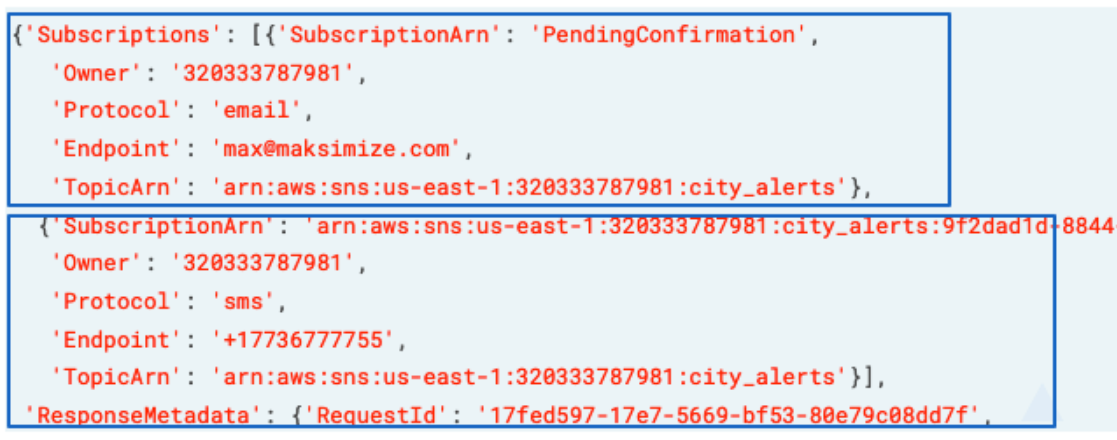 {'Subscriptions': [{'SubscriptionArn': 'PendingConfirmation',
'Owner': '320333787981',
'Protocol': 'email',
'Endpoint': 'max@maksimize.com',
'TopicArn': 'arn:aws:sns:us-east-1:320333787981:city_alerts'},
{'SubscriptionArn': 'arn:aws:sns:us-east-1:320333787981:city_alerts:9f2dad1d-8844-
'Owner': '320333787981',
'Protocol': 'sms',
'Endpoint': '+17736777755',
'TopicArn': 'arn:aws:sns:us-east-1:320333787981:city_alerts'}],
'ResponseMetadata': {'RequestId': '17fed597-17e7-5669-bf53-80e79c08dd7f',